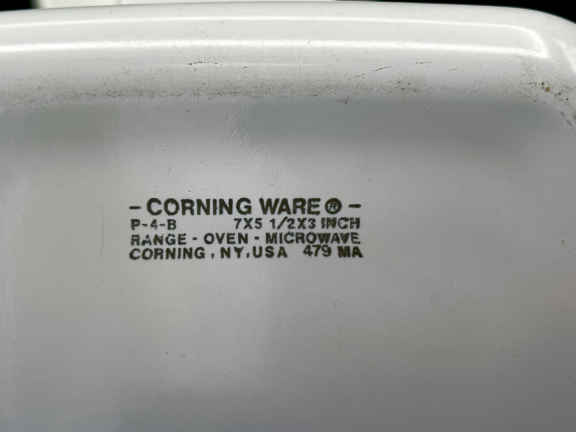 - CORNING WARE ® -
P-4-B 7X5 1/2X3 INCH
RANGE - OVEN - MICROWAVE
CORNING, NY, USA 479 MA